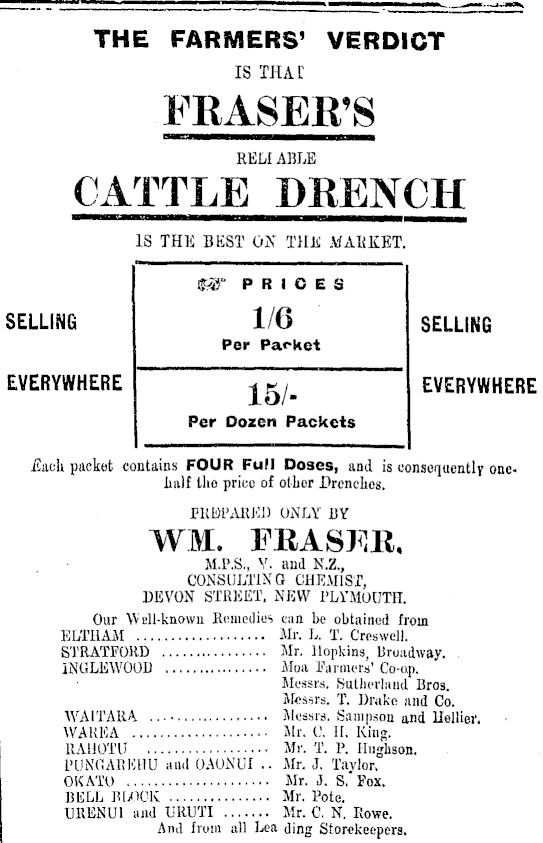 THE FARMERS' VERDICT
IS THAT
FRASER'S
RELIABLE
CATTLE DRENCH
IS THE BEST ON THE MARKET.
SELLING
EVERYWHERE
PRICES
1/6
Per Packet
15/-
Per Dozen Packets
SELLING
EVERYWHERE
Each packet contains FOUR Full Doses, and is consequently one-
half the price of other Drenches.
PREPARED ONLY BY
WM. FRASER,
M.P.S., V. and N.Z.,
CONSULTING CHEMIST,
DEVON STREET, NEW PLYMOUTH.
Our Well-known Remedies can be obtained from
ELTHAM ................... Mr. L. T. Creswell.
STRATFORD ................ Mr. Hopkins, Broadway.
INGLEWOOD ............... Moa Farmers' Co-op.
Messrs. Sutherland Bros.
Messrs. T. Drake and Co.
WAITARA .................. Messrs. Sampson and Hellier.
WAREA .................... Mr. C. H. King.
RAHOTU .................. Mr. T. P. Hughson.
PUNGAREHU and OAONUI .. Mr. J. Taylor.
OKATO ..................... Mr. J. S. Fox.
BELL BLOCK ............... Mr. Pote.
URENUI and URUTI ....... Mr. C. N. Rowe.
And from all Lea ding Storekeepers.